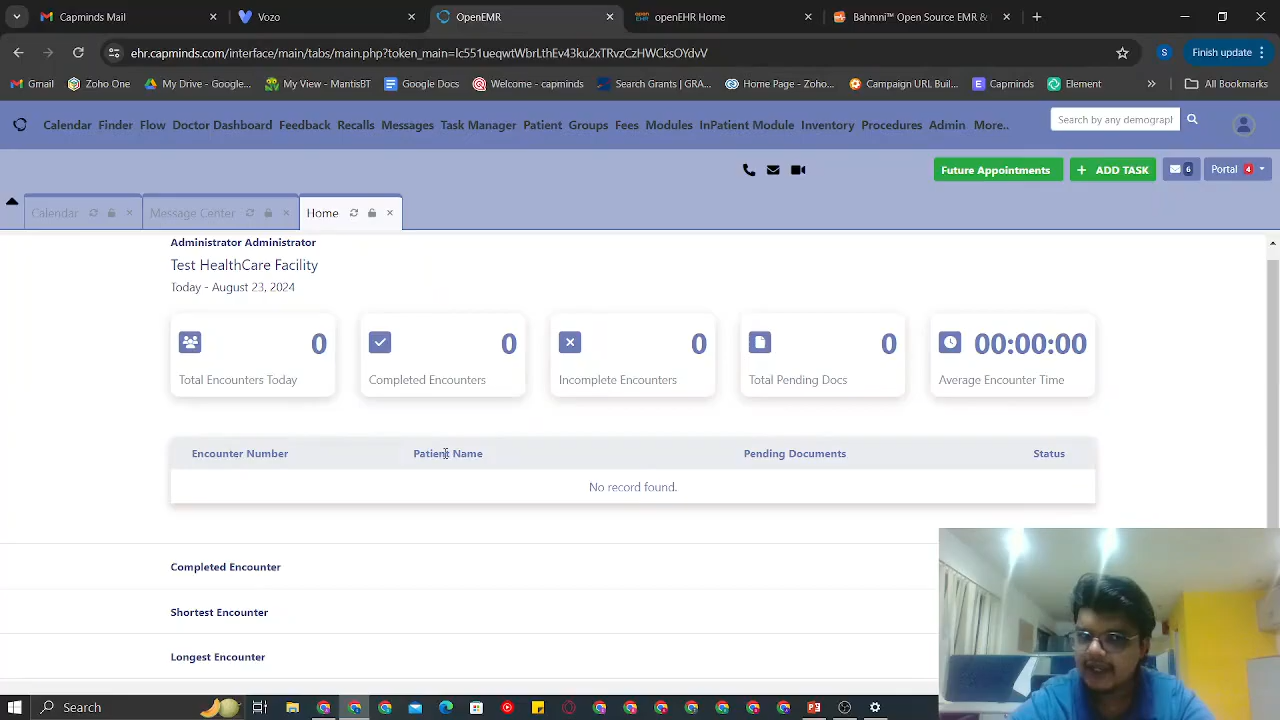 Capminds Mail
Vozo
OpenEMR
openEHR Home
Bahmni™ Open Source EMR &
ehr.capminds.com/interface/main/tabs/main.php?token_main=lc551ueqwtWbrLthEv43ku2xTRvzCzHWCksOYdvV
S
Finish update
Gmail
Zoho One
My Drive - Google...
My View - MantisBT
Google Docs
Welcome - capminds
Search Grants | GRA...
Home Page - Zoho...
Campaign URL Buil...
Capminds
Element
All Bookmarks
Calendar Finder Flow Doctor Dashboard Feedback Recalls Messages Task Manager Patient Groups Fees Modules InPatient Module Inventory Procedures Admin More..
Search by any demograph
Future Appointments
+ ADD TASK
6
Portal 4
Calendar
Message Center
Home
Administrator Administrator
Test HealthCare Facility
Today - August 23, 2024
0
Total Encounters Today
0
Completed Encounters
0
Incomplete Encounters
0
Total Pending Docs
00:00:00
Average Encounter Time
Encounter Number
Patient Name
Pending Documents
Status
No record found.
Completed Encounter
Shortest Encounter
Longest Encounter
Search